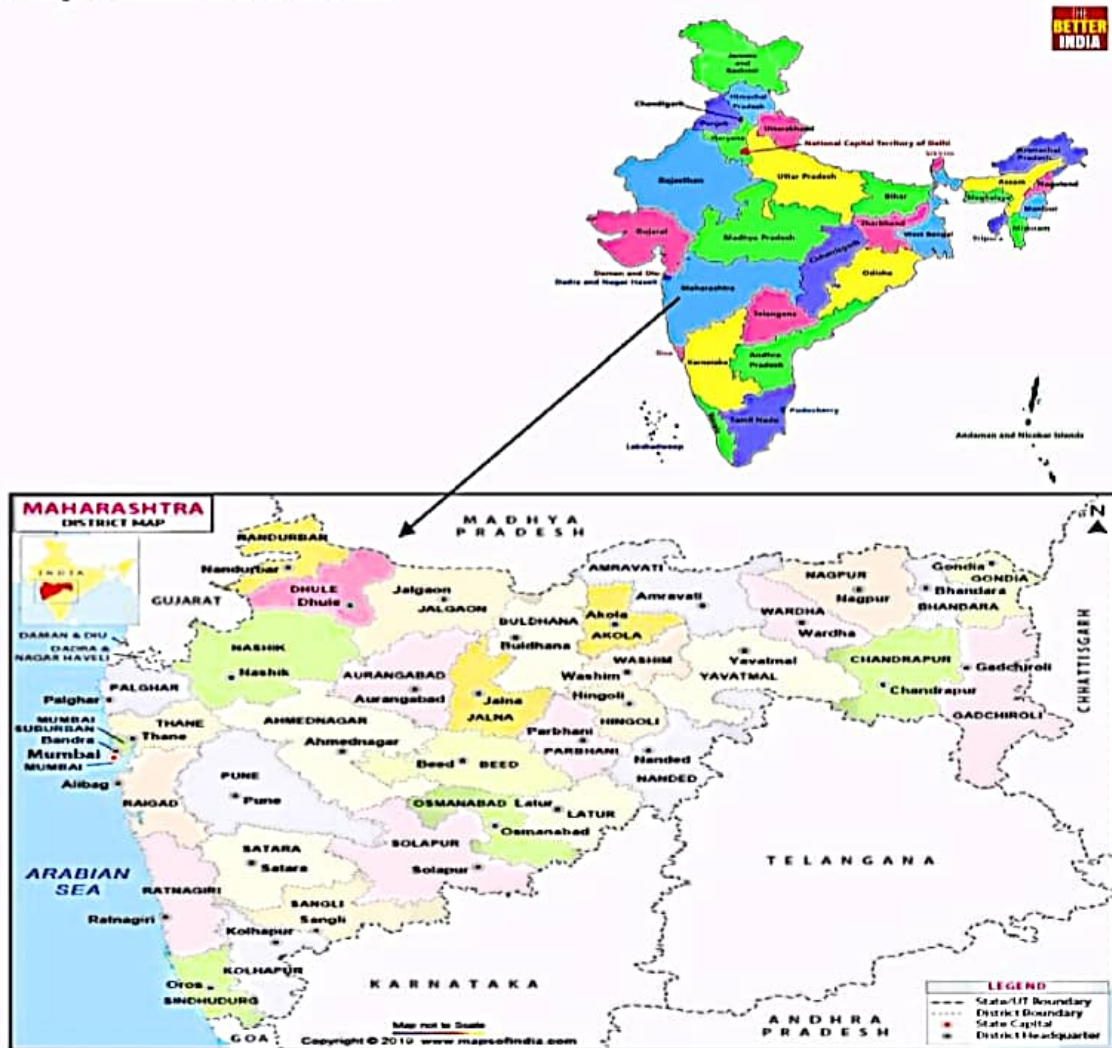 THE
BETTER
INDIA
Jammu
and
Kashmir
Himachal
Pradesh
Chandigarh
Punjab
Uttarakhand
Haryana
National Capital Territory of Delhi
Rajasthan
Uttar Pradesh
Sikkim
Arunachal
Pradesh
Assam
Nagaland
Meghalaya
Manipur
Bihar
Tripura
Mizoram
Gujarat
Madhya Pradesh
Jharkhand
West Bengal
Chhattisgarh
Daman and Diu
Dadra and Nagar Haveli
Maharashtra
Odisha
Telangana
Goa
Karnataka
Andhra
Pradesh
Tamil Nadu
Puducherry
Lakshadweep
Andaman and Nicobar Islands
MAHARASHTRA
DISTRICT MAP
INDIA
N
MADHYA
PRADESH
GUJARAT
DAMAN & DIU
DADRA &
NAGAR HAVELI
CHHATTISGARH
NANDURBAR
Nandurbar
DHULE
Dhule
Jalgaon
JALGAON
BULDHANA
Buldhana
AMRAVATI
Amravati
Akola
AKOLA
NAGPUR
Nagpur
WARDHA
Wardha
Gondia
GONDIA
Bhandara
BHANDARA
NASHIK
Nashik
AURANGABAD
Aurangabad
Jalna
JALNA
WASHIM
Washim
Hingoli
HINGOLI
Yavatmal
YAVATMAL
CHANDRAPUR
Chandrapur
Gadchiroli
GADCHIROLI
PALGHAR
Palghar
THANE
Thane
MUMBAI
SUBURBAN
Bandra
Mumbai
MUMBAI
AHMEDNAGAR
Ahmednagar
Parbhani
PARBHANI
Nanded
NANDED
Beed
BEED
Alibag
RAIGAD
PUNE
Pune
OSMANABAD
Osmanabad
Latur
LATUR
SATARA
Satara
SOLAPUR
Solapur
ARABIAN
SEA
RATNAGIRI
Ratnagiri
SANGLI
Sangli
Kolhapur
KOLHAPUR
Oros
SINDHUDURG
GOA
KARNATAKA
TELANGANA
ANDHRA
PRADESH
LEGEND
State/UT Boundary
District Boundary
State Capital
District Headquarter
Map not to Scale
Copyright © 2019 www.mapsofindia.com